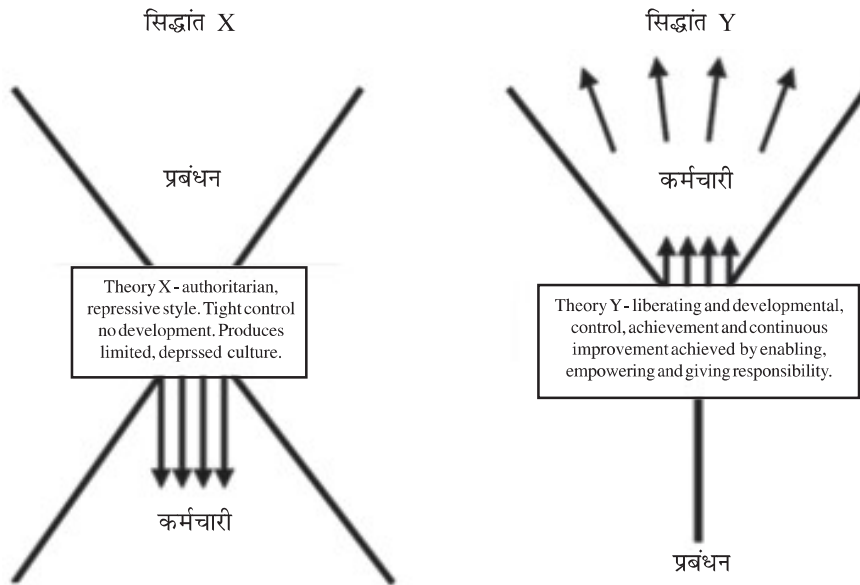 सिद्धांत X
प्रबंधन
Theory X - authoritarian,
repressive style. Tight control
no development. Produces
limited, deprssed culture.
कर्मचारी
सिद्धांत Y
कर्मचारी
Theory Y - liberating and developmental,
control, achievement and continuous
improvement achieved by enabling,
empowering and giving responsibility.
प्रबंधन